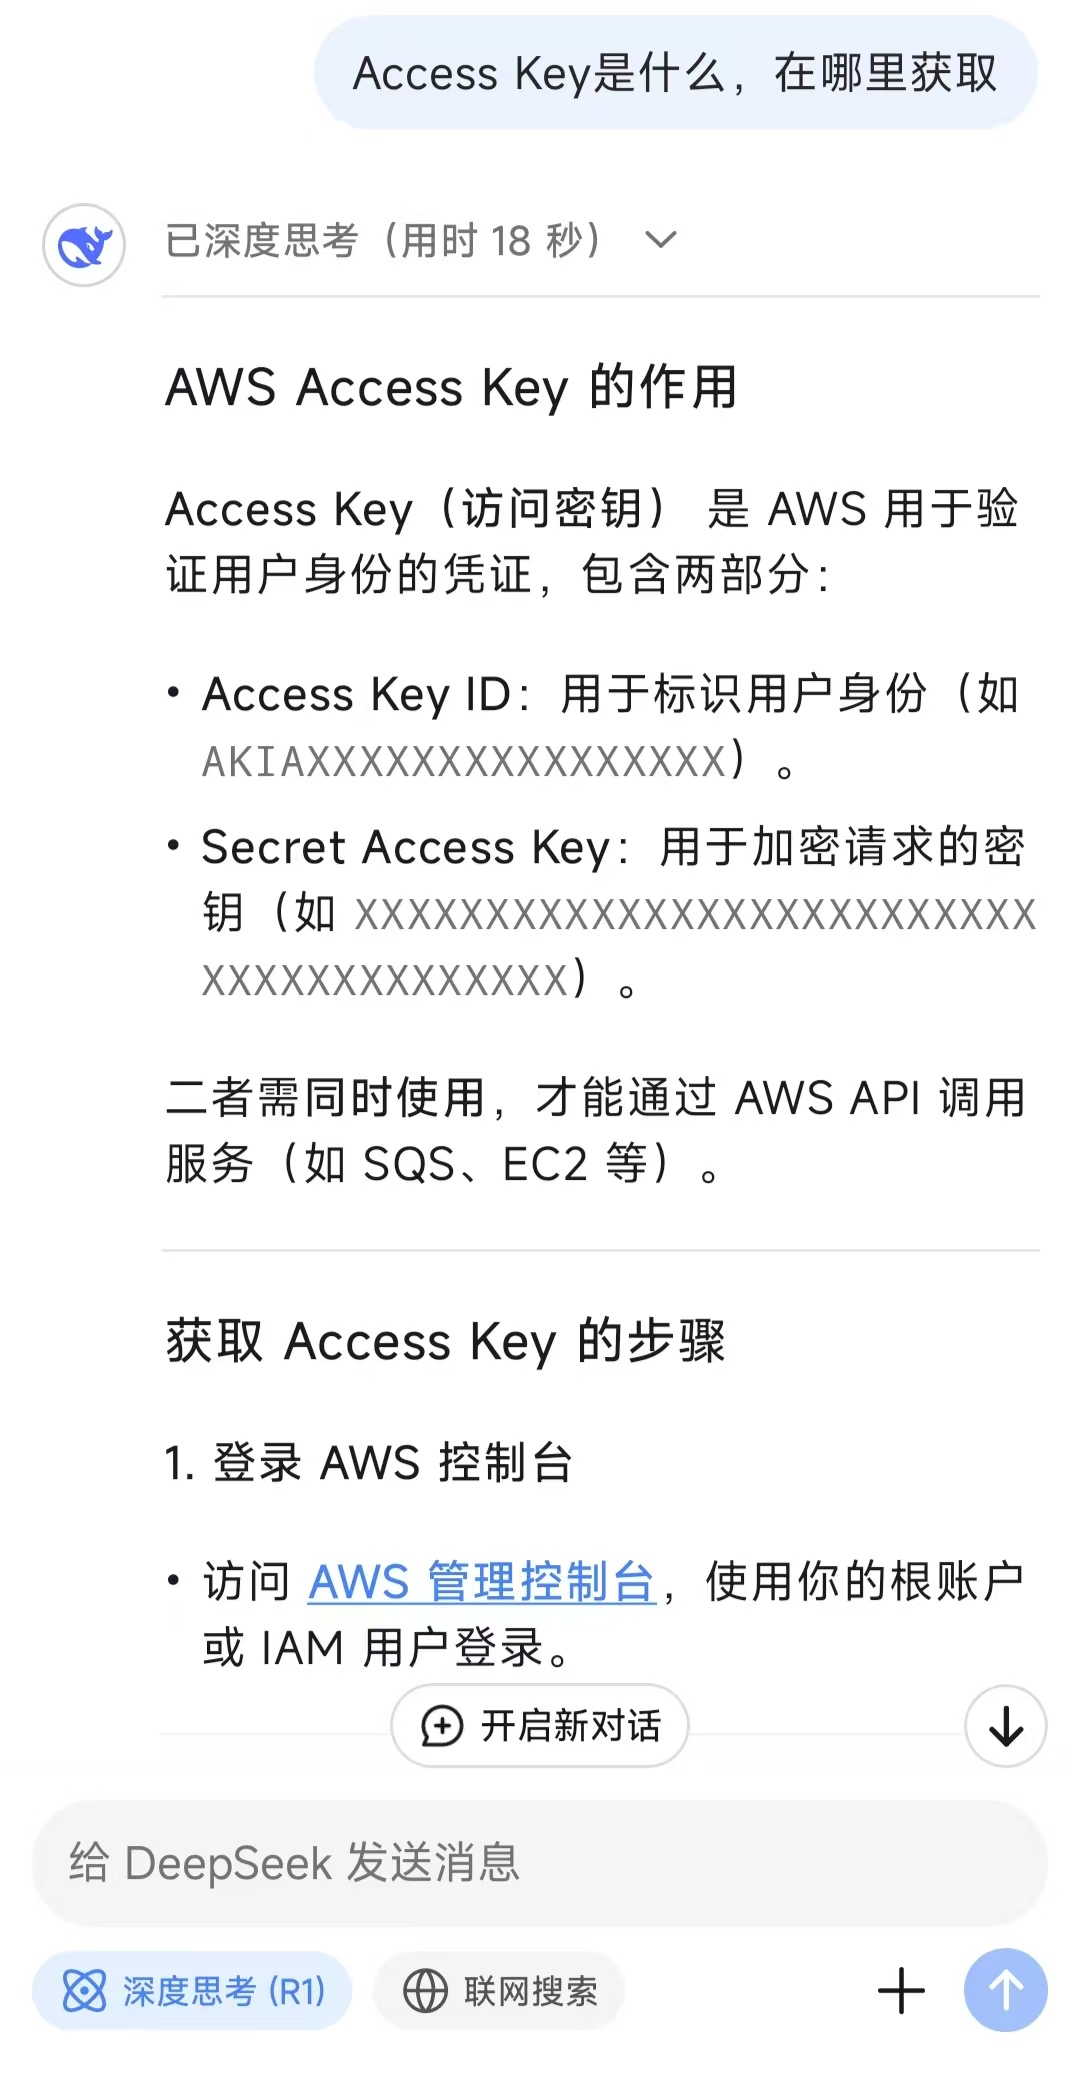 Access Key是什么，在哪里获取
已深度思考（用时 18 秒）
AWS Access Key 的作用
Access Key（访问密钥） 是 AWS 用于验
证用户身份的凭证，包含两部分：
• Access Key ID：用于标识用户身份（如
AKIAXXXXXXXXXXXXXXXX）。
• Secret Access Key：用于加密请求的密
钥（如 XXXXXXXXXXXXXXXXXXXXXXXXXX
XXXXXXXXXXXXXX）。
二者需同时使用，才能通过 AWS API 调用
服务（如 SQS、EC2 等）。
获取 Access Key 的步骤
1. 登录 AWS 控制台
• 访问 AWS 管理控制台，使用你的根账户
或 IAM 用户登录。
开启新对话
给 DeepSeek 发送消息
深度思考 (R1)
联网搜索